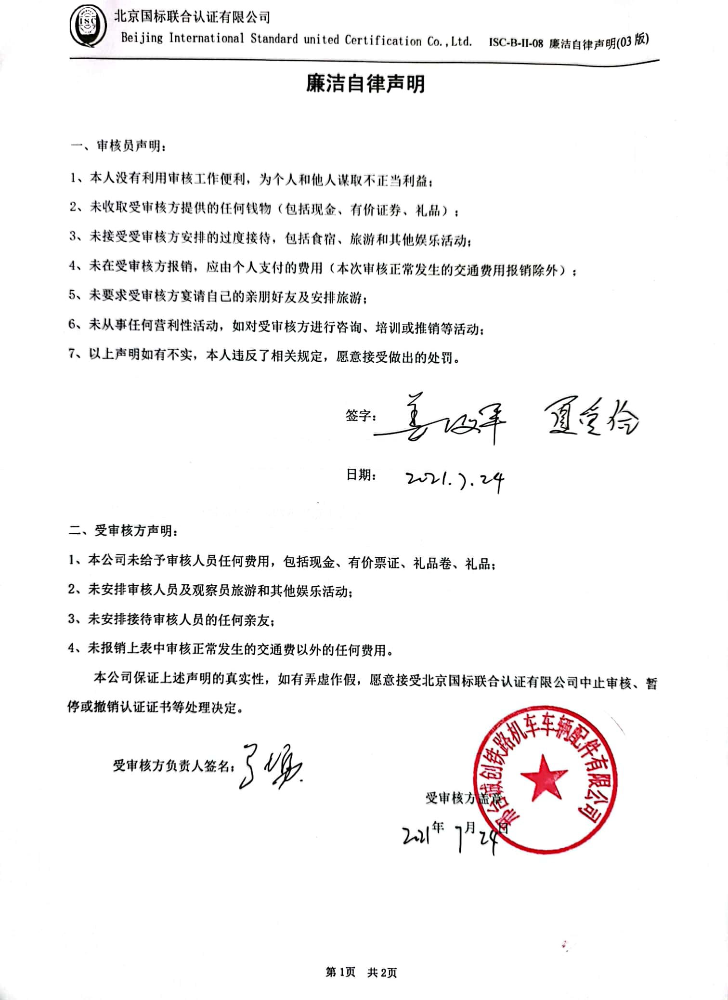 ISC
北京国标联合认证有限公司
Beijing International Standard united Certification Co.,Ltd. ISC-B-II-08 廉洁自律声明(03版)
廉洁自律声明
一、审核员声明：
1、本人没有利用审核工作便利，为个人和他人谋取不正当利益；
2、未收取受审核方提供的任何钱物（包括现金、有价证券、礼品）；
3、未接受受审核方安排的过度接待，包括食宿、旅游和其他娱乐活动；
4、未在受审核方报销，应由个人支付的费用（本次审核正常发生的交通费用报销除外）；
5、未要求受审核方宴请自己的亲朋好友及安排旅游；
6、未从事任何营利性活动，如对受审核方进行咨询、培训或推销等活动；
7、以上声明如有不实，本人违反了相关规定，愿意接受做出的处罚。
签字：
日期： 2021.7.24
二、受审核方声明：
1、本公司未给予审核人员任何费用，包括现金、有价票证、礼品卷、礼品；
2、未安排审核人员及观察员旅游和其他娱乐活动；
3、未安排接待审核人员的任何亲友；
4、未报销上表中审核正常发生的交通费以外的任何费用。
本公司保证上述声明的真实性，如有弄虚作假，愿意接受北京国标联合认证有限公司中止审核、暂
停或撤销认证证书等处理决定。
受审核方负责人签名：
受审核方盖章
诚创铁路机车车辆配件有限公司
2021年7月24日
第1页 共2页